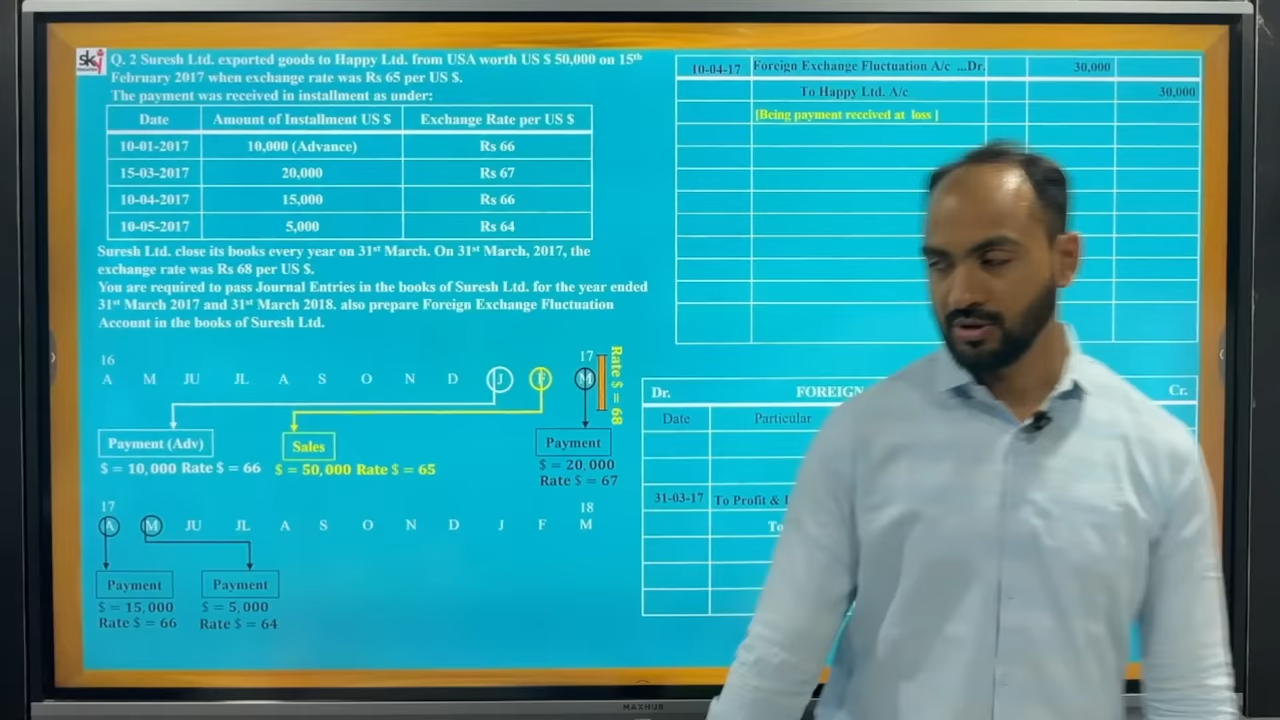 sk
Q. 2 Suresh Ltd. exported goods to Happy Ltd. from USA worth US $ 50,000 on 15th
February 2017 when exchange rate was Rs 65 per US $.
The payment was received in installment as under:
Date Amount of Installment US $ Exchange Rate per US $
10-01-2017 10,000 (Advance) Rs 66
15-03-2017 20,000 Rs 67
10-04-2017 15,000 Rs 66
10-05-2017 5,000 Rs 64
Suresh Ltd. close its books every year on 31st March. On 31st March, 2017, the
exchange rate was Rs 68 per US $.
You are required to pass Journal Entries in the books of Suresh Ltd. for the year ended
31st March 2017 and 31st March 2018. also prepare Foreign Exchange Fluctuation
Account in the books of Suresh Ltd.
16 17
A M JU JL A S O N D J F M
Rate $ = 68
Payment (Adv) Sales Payment
$ = 10,000 Rate $ = 66 $ = 50,000 Rate $ = 65 $ = 20,000
Rate $ = 67
17 18
A M JU JL A S O N D J F M
Payment Payment
$ = 15,000 $ = 5,000
Rate $ = 66 Rate $ = 64
10-04-17 Foreign Exchange Fluctuation A/c ...Dr. 30,000
To Happy Ltd. A/c 30,000
[Being payment received at loss ]
Dr. FOREIGN Cr.
Date Particular
31-03-17 To Profit &
To
MAXHUB